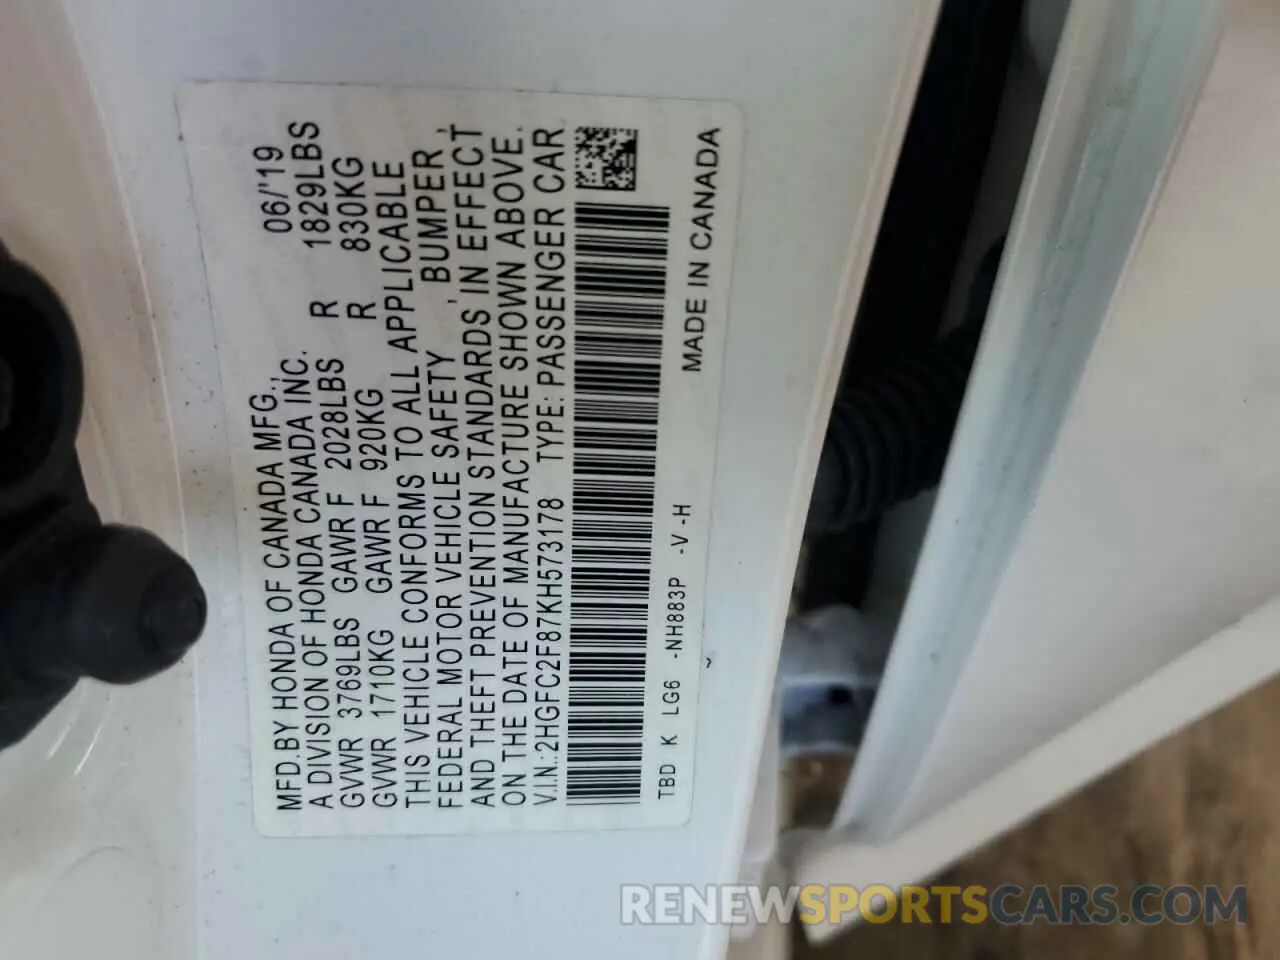 MFD.BY HONDA OF CANADA MFG., 06/'19
A DIVISION OF HONDA CANADA INC.
GVWR 3769LBS GAWR F 2028LBS R 1829LBS
GVWR 1710KG GAWR F 920KG R 830KG
THIS VEHICLE CONFORMS TO ALL APPLICABLE
FEDERAL MOTOR VEHICLE SAFETY , BUMPER ,
AND THEFT PREVENTION STANDARDS IN EFFECT
ON THE DATE OF MANUFACTURE SHOWN ABOVE.
V.I.N.:2HGFC2F87KH573178 TYPE: PASSENGER CAR
TBD K LG6 -NH883P -V -H MADE IN CANADA
RENEWSPORTSCARS.COM